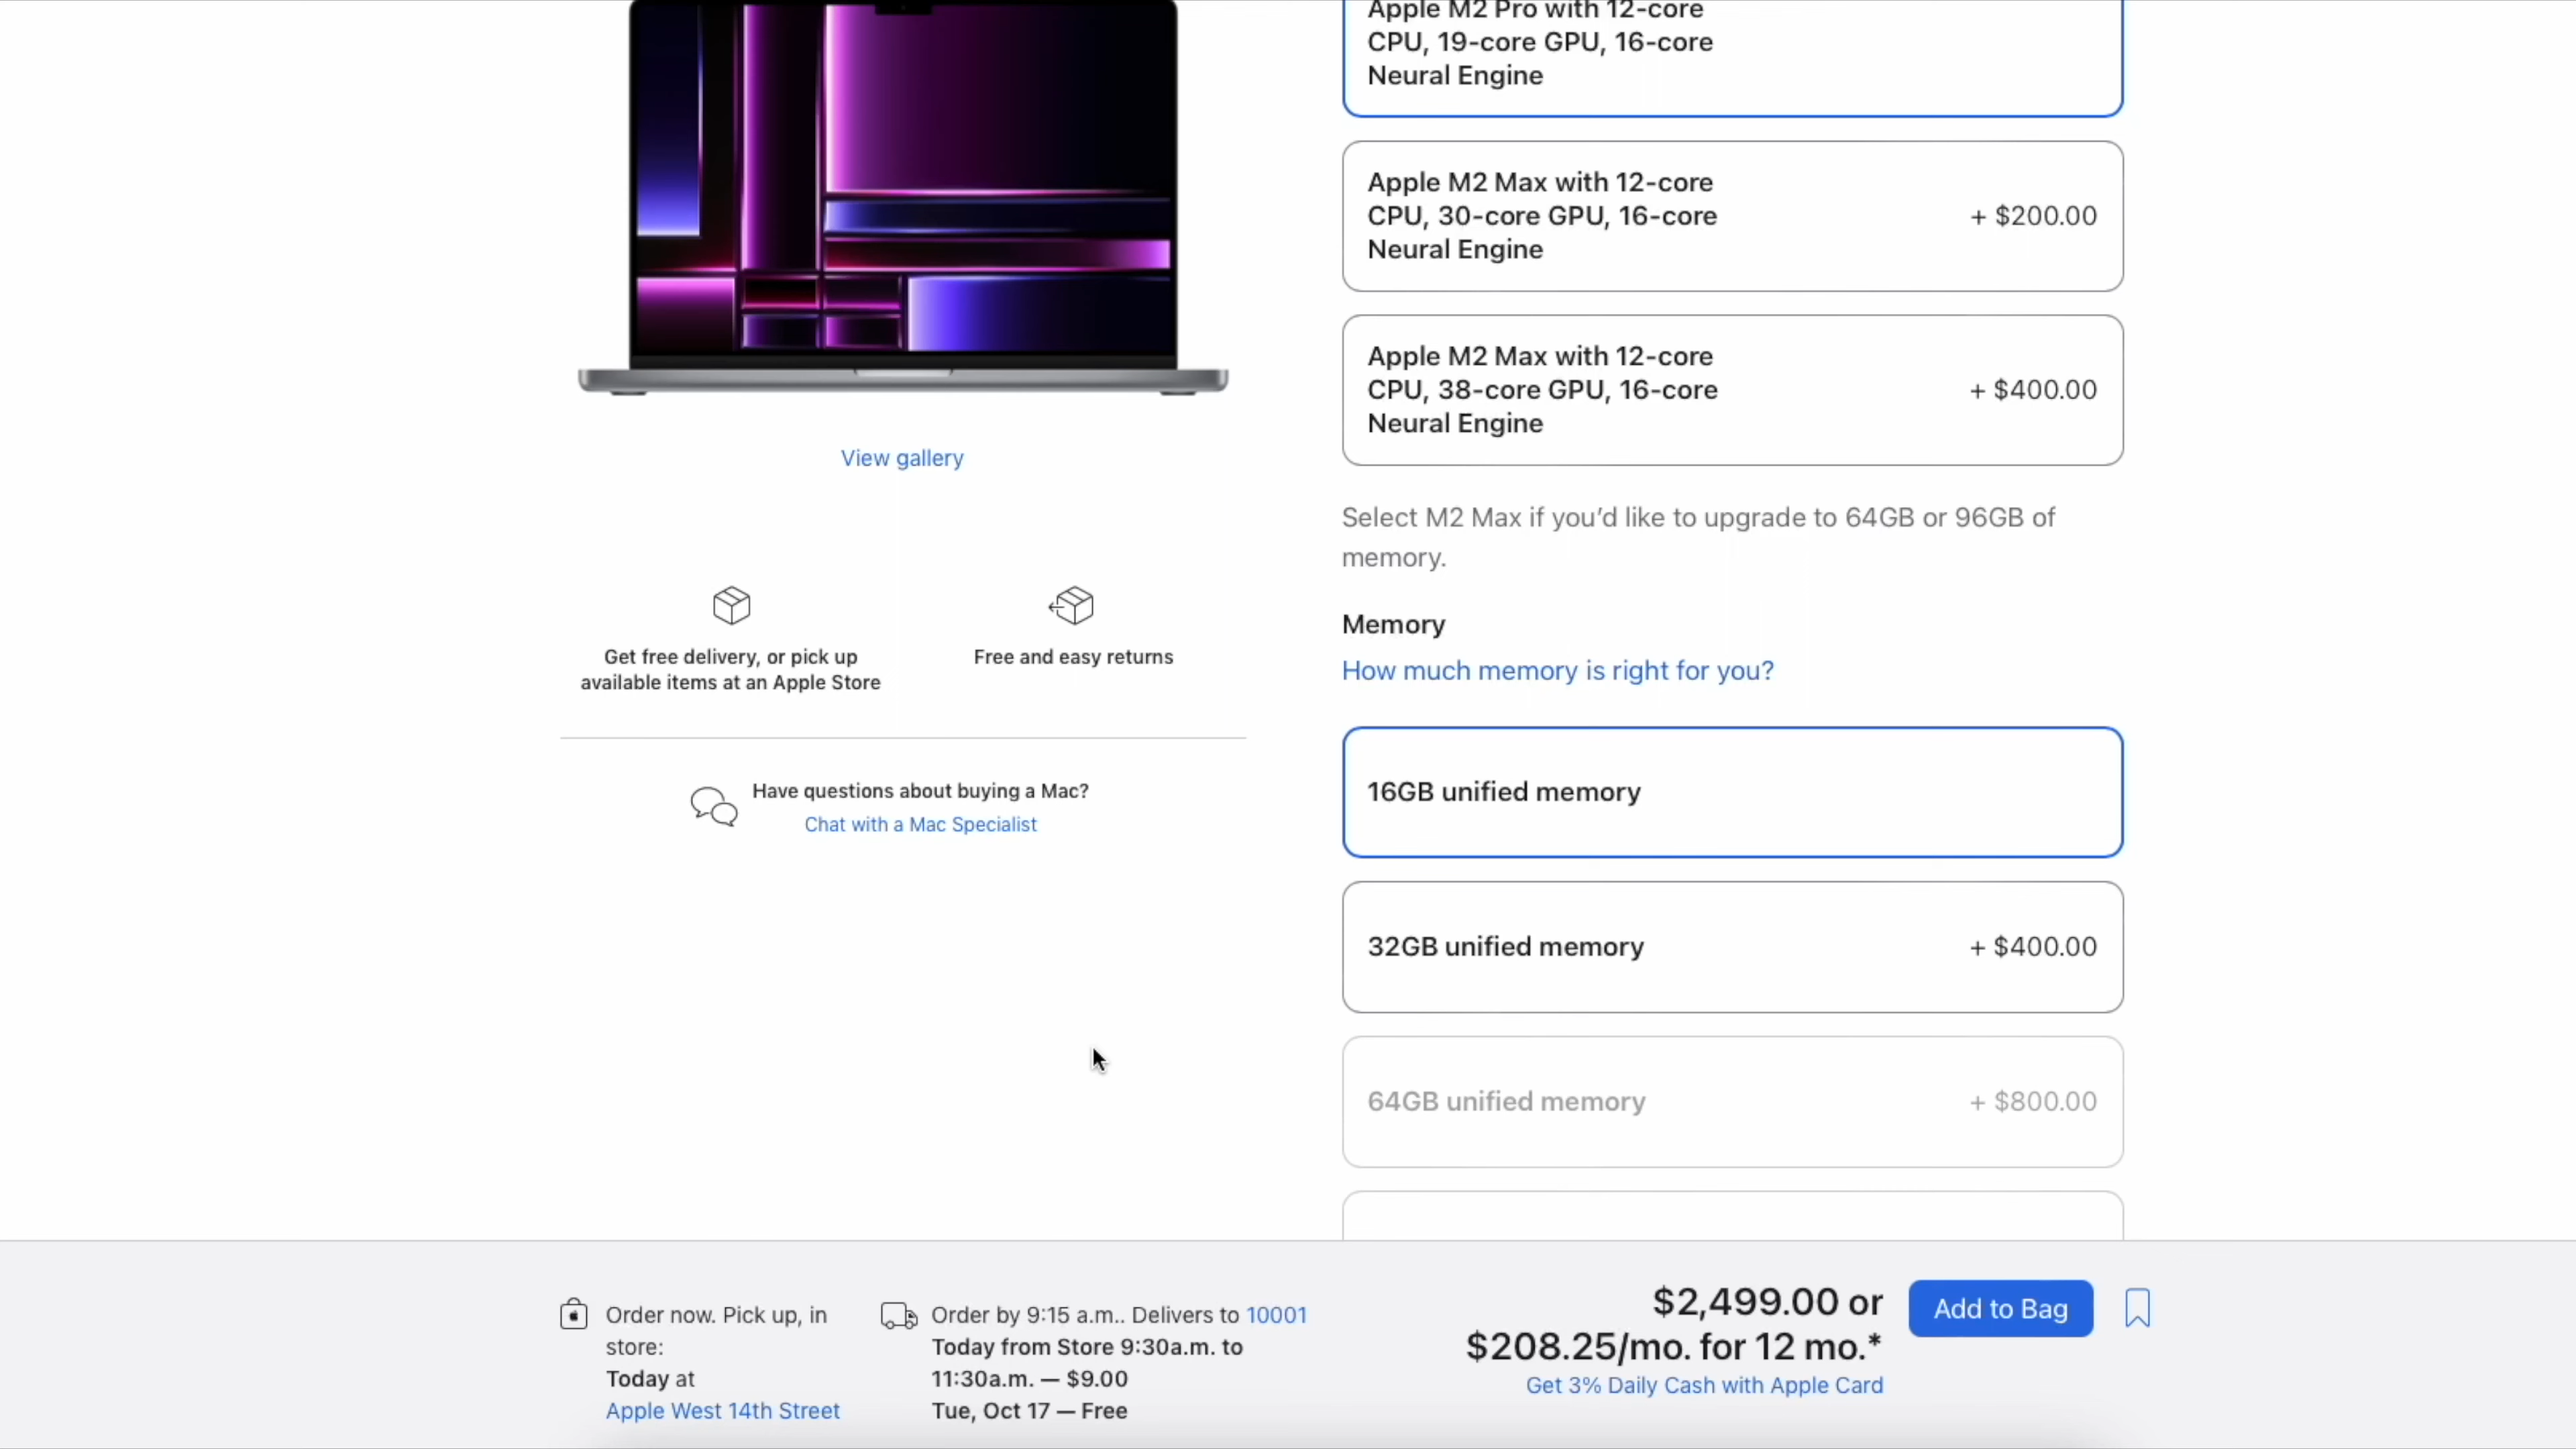 Apple M2 Pro with 12-core
CPU, 19-core GPU, 16-core
Neural Engine
Apple M2 Max with 12-core
CPU, 30-core GPU, 16-core
Neural Engine
+ $200.00
Apple M2 Max with 12-core
CPU, 38-core GPU, 16-core
Neural Engine
+ $400.00
Select M2 Max if you’d like to upgrade to 64GB or 96GB of
memory.
Memory
How much memory is right for you?
16GB unified memory
32GB unified memory
+ $400.00
64GB unified memory
+ $800.00
View gallery
Get free delivery, or pick up
available items at an Apple Store
Free and easy returns
Have questions about buying a Mac?
Chat with a Mac Specialist
Order now. Pick up, in
store:
Today at
Apple West 14th Street
Order by 9:15 a.m.. Delivers to 10001
Today from Store 9:30a.m. to
11:30a.m. — $9.00
Tue, Oct 17 — Free
$2,499.00 or
$208.25/mo. for 12 mo.*
Get 3% Daily Cash with Apple Card
Add to Bag